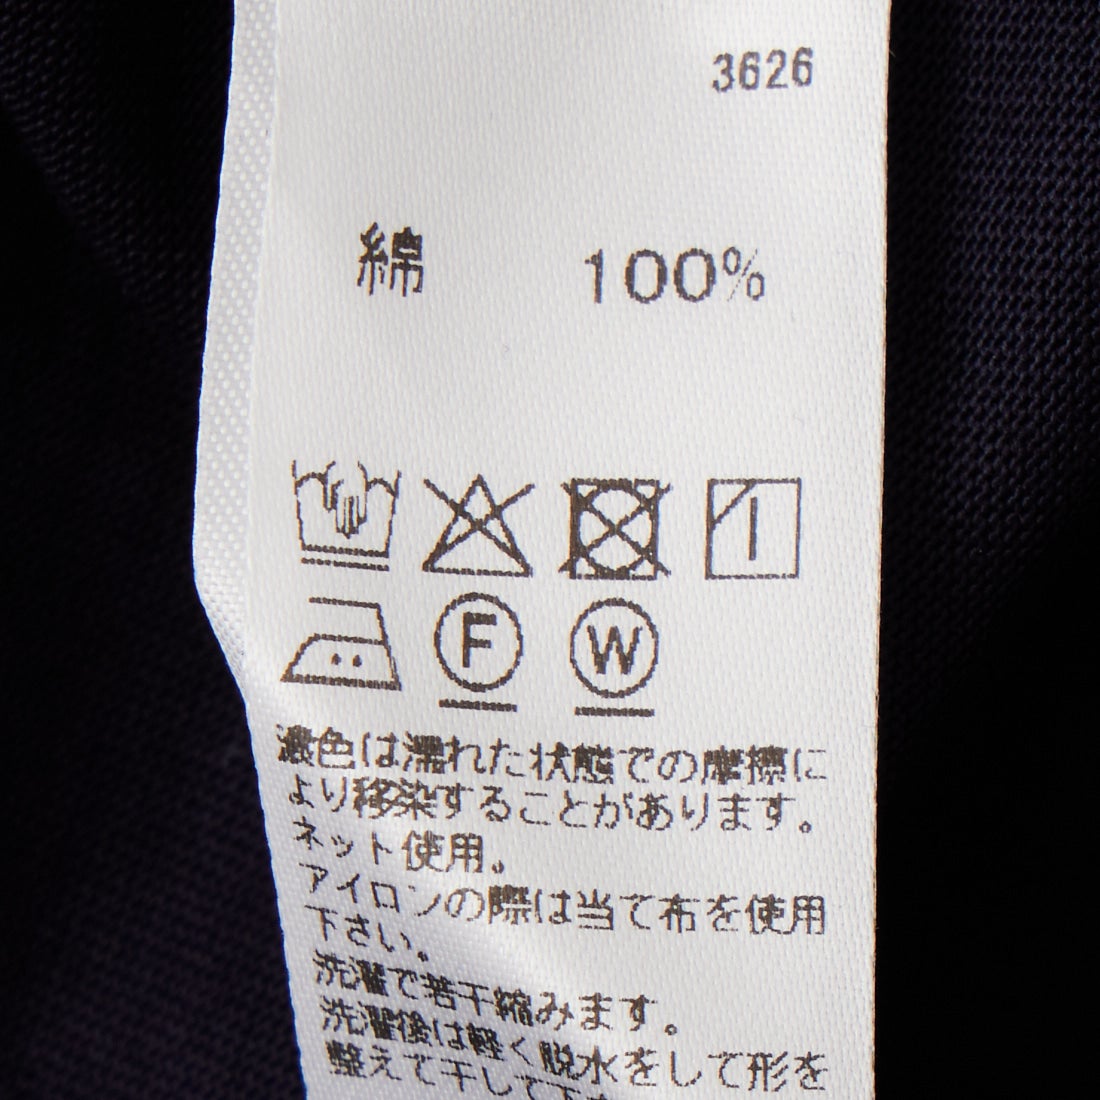 3626
綿 100%
F W
濃色は濡れた状態での摩擦に
より移染することがあります。
ネット使用。
アイロンの際は当て布を使用
下さい。
洗濯で若干縮みます。
洗濯後は軽く脱水をして形を
整えて干して下